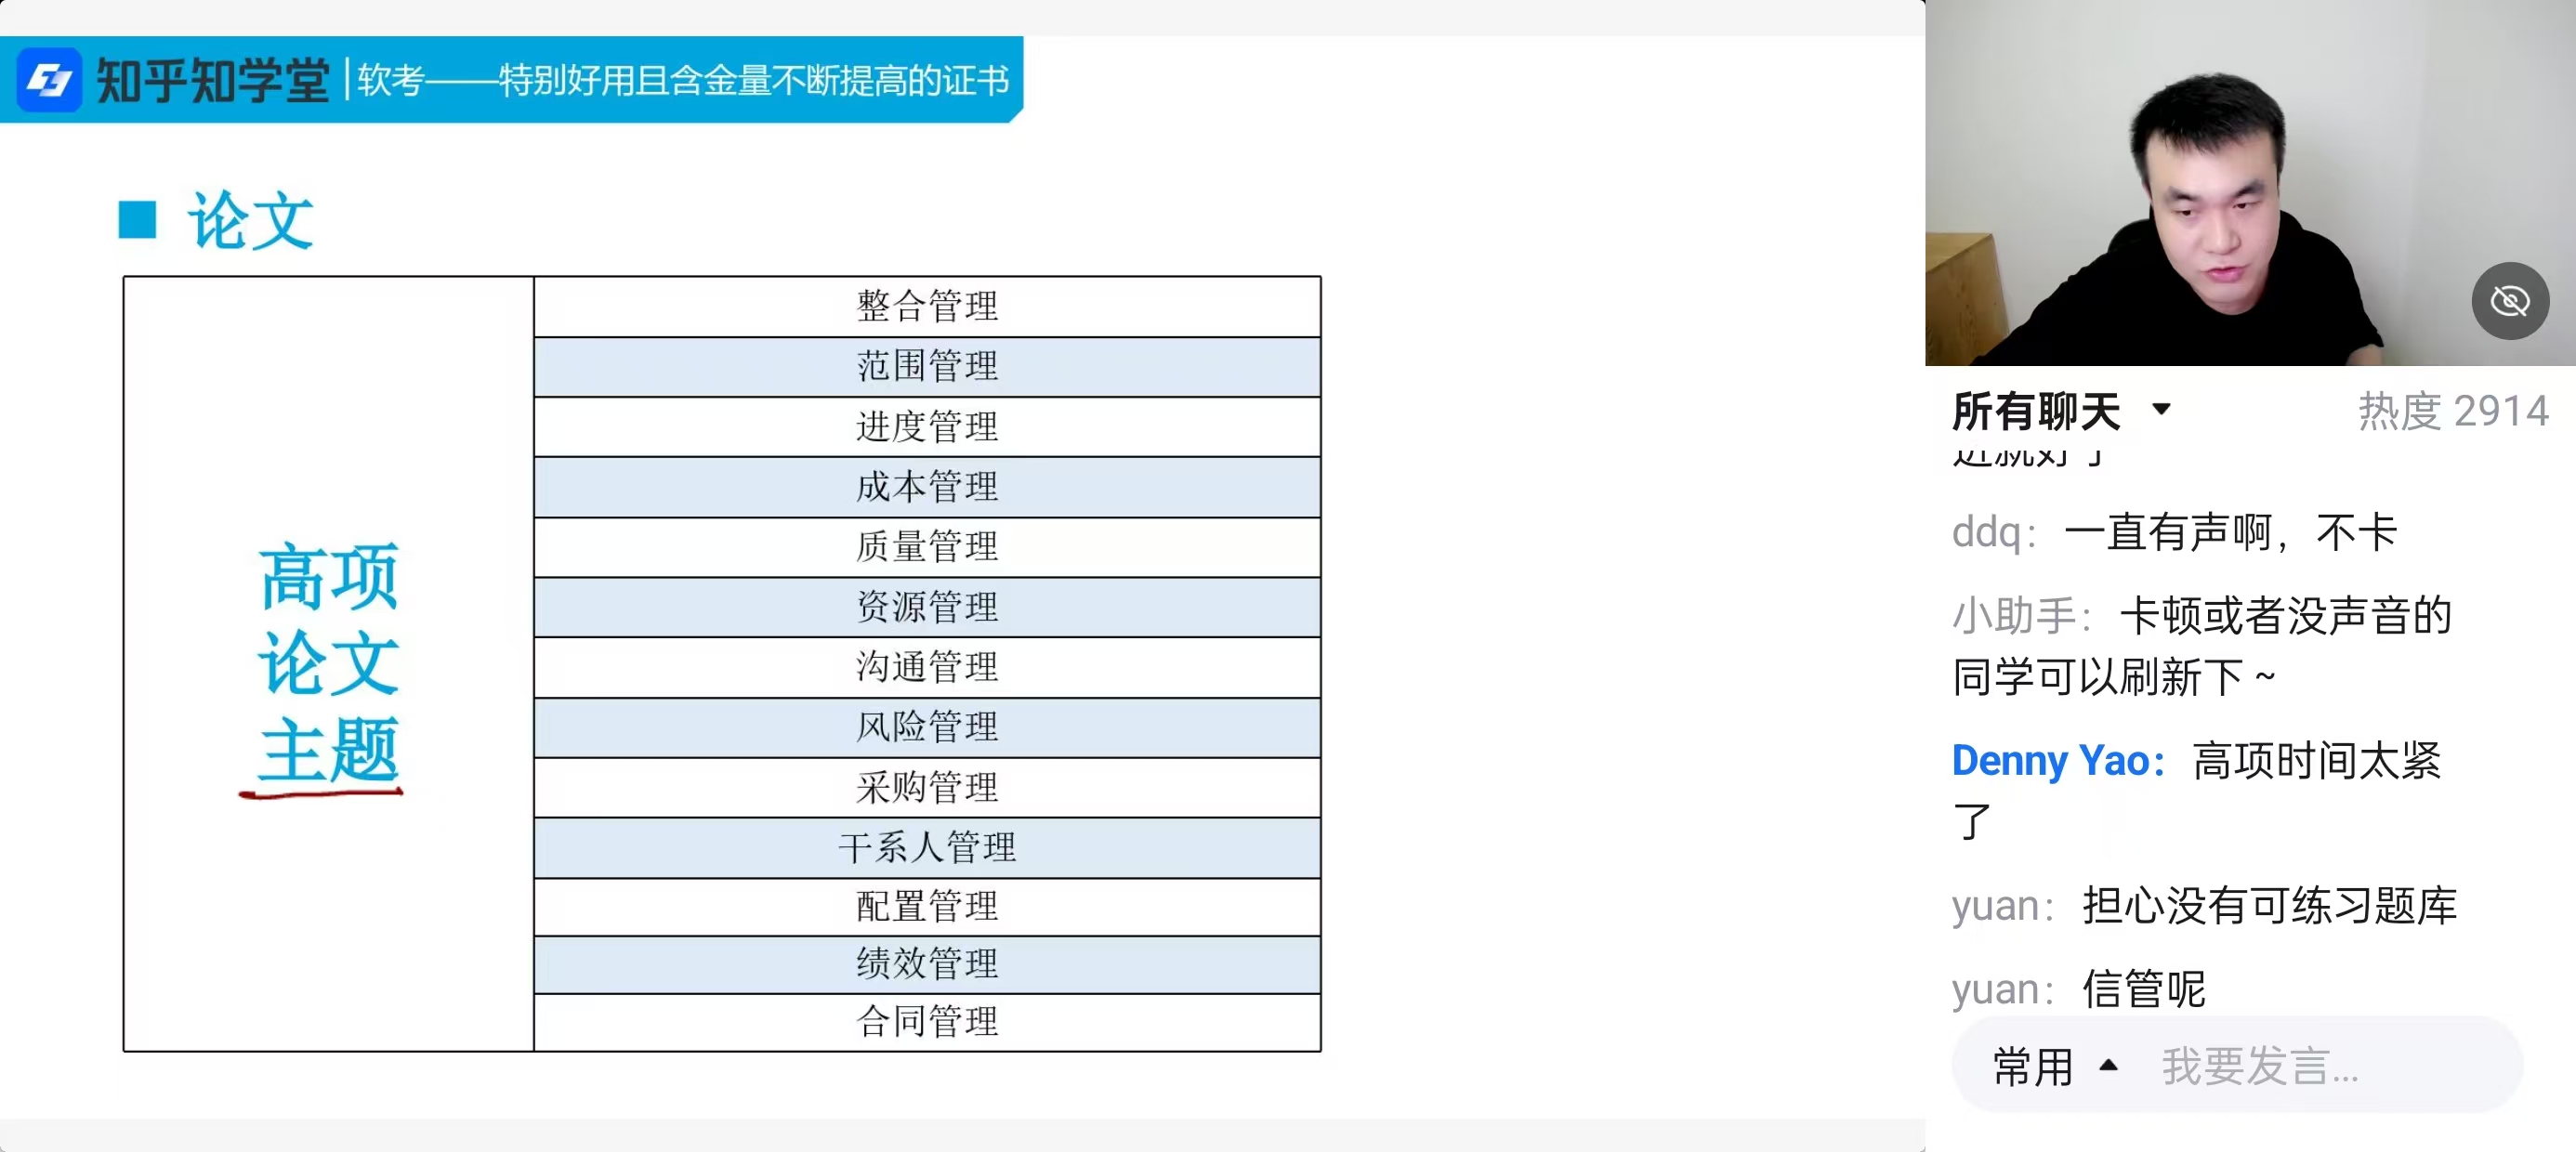 知乎知学堂 | 软考——特别好用且含金量不断提高的证书
■ 论文
高项
论文
主题
整合管理
范围管理
进度管理
成本管理
质量管理
资源管理
沟通管理
风险管理
采购管理
干系人管理
配置管理
绩效管理
合同管理
所有聊天
热度 2914
ddq：一直有声啊，不卡
小助手：卡顿或者没声音的
同学可以刷新下~
Denny Yao：高项时间太紧
了
yuan：担心没有可练习题库
yuan：信管呢
常用
我要发言...